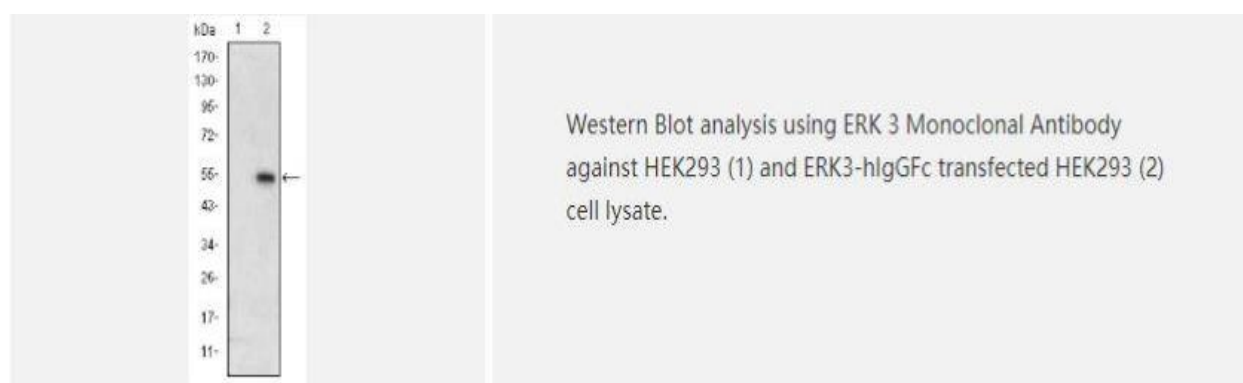 kDa 1 2
170-
130-
95-
72-
55-
43-
34-
26-
17-
11-
Western Blot analysis using ERK 3 Monoclonal Antibody
against HEK293 (1) and ERK3-hIgGFc transfected HEK293 (2)
cell lysate.